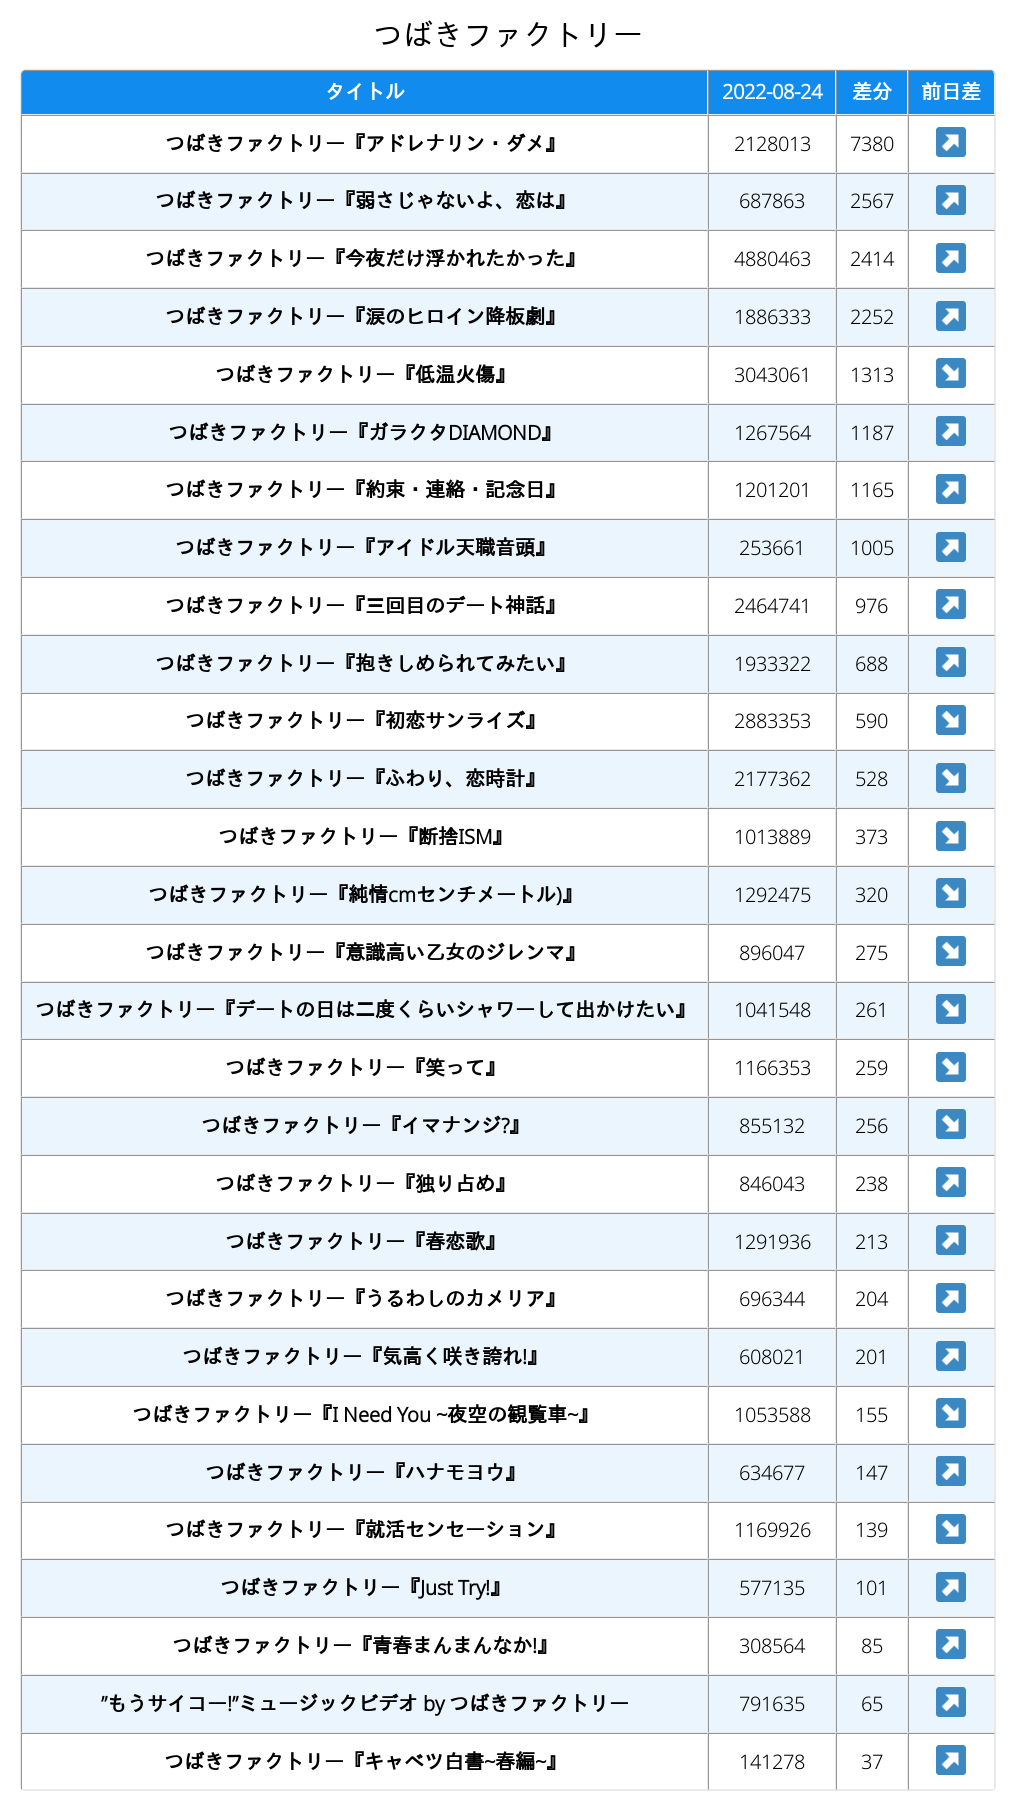 つばきファクトリー
タイトル 2022-08-24 差分 前日差
つばきファクトリー『アドレナリン・ダメ』 2128013 7380 ↗
つばきファクトリー『弱さじゃないよ、恋は』 687863 2567 ↗
つばきファクトリー『今夜だけ浮かれたかった』 4880463 2414 ↗
つばきファクトリー『涙のヒロイン降板劇』 1886333 2252 ↗
つばきファクトリー『低温火傷』 3043061 1313 ↘
つばきファクトリー『ガラクタDIAMOND』 1267564 1187 ↗
つばきファクトリー『約束・連絡・記念日』 1201201 1165 ↗
つばきファクトリー『アイドル天職音頭』 253661 1005 ↗
つばきファクトリー『三回目のデート神話』 2464741 976 ↗
つばきファクトリー『抱きしめられてみたい』 1933322 688 ↗
つばきファクトリー『初恋サンライズ』 2883353 590 ↘
つばきファクトリー『ふわり、恋時計』 2177362 528 ↘
つばきファクトリー『断捨ISM』 1013889 373 ↘
つばきファクトリー『純情cmセンチメートル)』 1292475 320 ↘
つばきファクトリー『意識高い乙女のジレンマ』 896047 275 ↘
つばきファクトリー『デートの日は二度くらいシャワーして出かけたい』 1041548 261 ↘
つばきファクトリー『笑って』 1166353 259 ↘
つばきファクトリー『イマナンジ?』 855132 256 ↘
つばきファクトリー『独り占め』 846043 238 ↗
つばきファクトリー『春恋歌』 1291936 213 ↗
つばきファクトリー『うるわしのカメリア』 696344 204 ↗
つばきファクトリー『気高く咲き誇れ!』 608021 201 ↗
つばきファクトリー『I Need You ~夜空の観覧車~』 1053588 155 ↘
つばきファクトリー『ハナモヨウ』 634677 147 ↗
つばきファクトリー『就活センセーション』 1169926 139 ↘
つばきファクトリー『Just Try!』 577135 101 ↗
つばきファクトリー『青春まんまんなか!』 308564 85 ↗
”もうサイコー!”ミュージックビデオ by つばきファクトリー 791635 65 ↗
つばきファクトリー『キャベツ白書~春編~』 141278 37 ↗